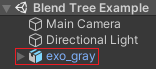 Blend Tree Example
Main Camera
Directional Light
exo_gray